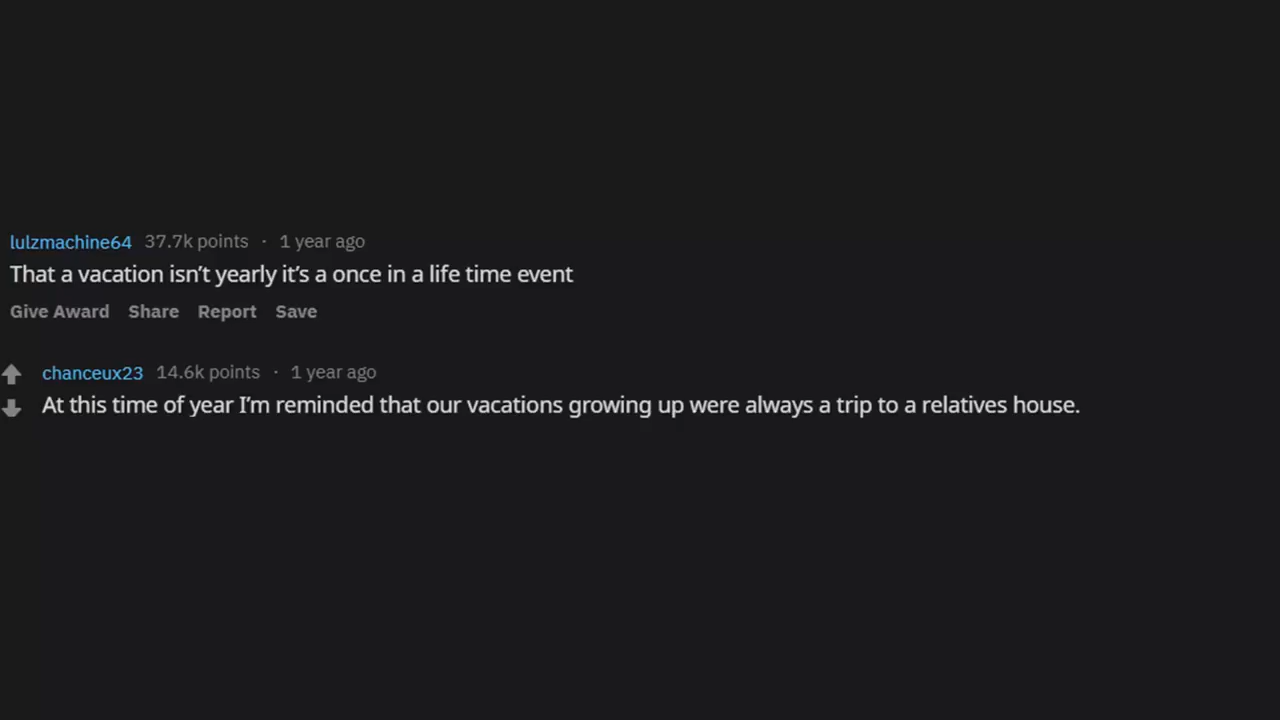 lulzmachine64 37.7k points · 1 year ago
That a vacation isn’t yearly it’s a once in a life time event
Give Award Share Report Save
chanceux23 14.6k points · 1 year ago
At this time of year I’m reminded that our vacations growing up were always a trip to a relatives house.